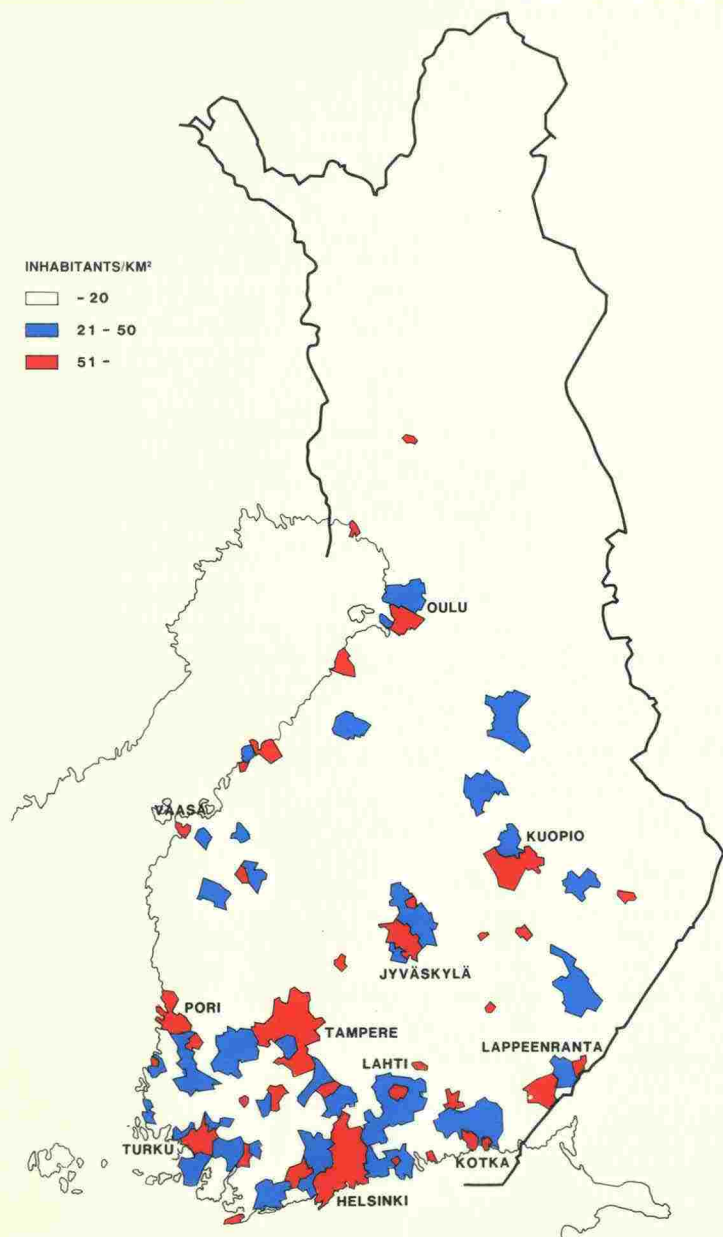 INHABITANTS/KM²
- 20
21 - 50
51 -
OULU
VAASA
KUOPIO
JYVÄSKYLÄ
PORI
TAMPERE
LAPPEENRANTA
LAHTI
TURKU
KOTKA
HELSINKI